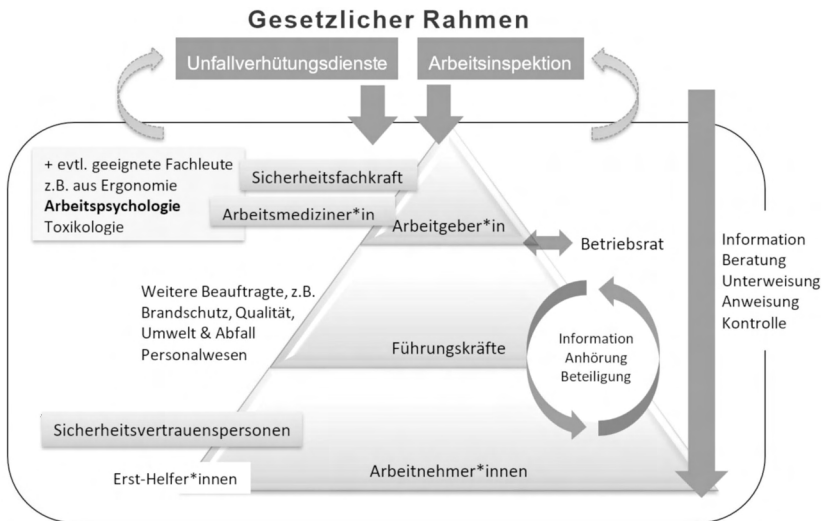 Gesetzlicher Rahmen
Unfallverhütungsdienste
Arbeitsinspektion
+ evtl. geeignete Fachleute
z.B. aus Ergonomie
Arbeitspsychologie
Toxikologie
Sicherheitsfachkraft
Arbeitsmediziner*in
Arbeitgeber*in
Betriebsrat
Information
Beratung
Unterweisung
Anweisung
Kontrolle
Weitere Beauftragte, z.B.
Brandschutz, Qualität,
Umwelt & Abfall
Personalwesen
Führungskräfte
Information
Anhörung
Beteiligung
Sicherheitsvertrauenspersonen
Erst-Helfer*innen
Arbeitnehmer*innen